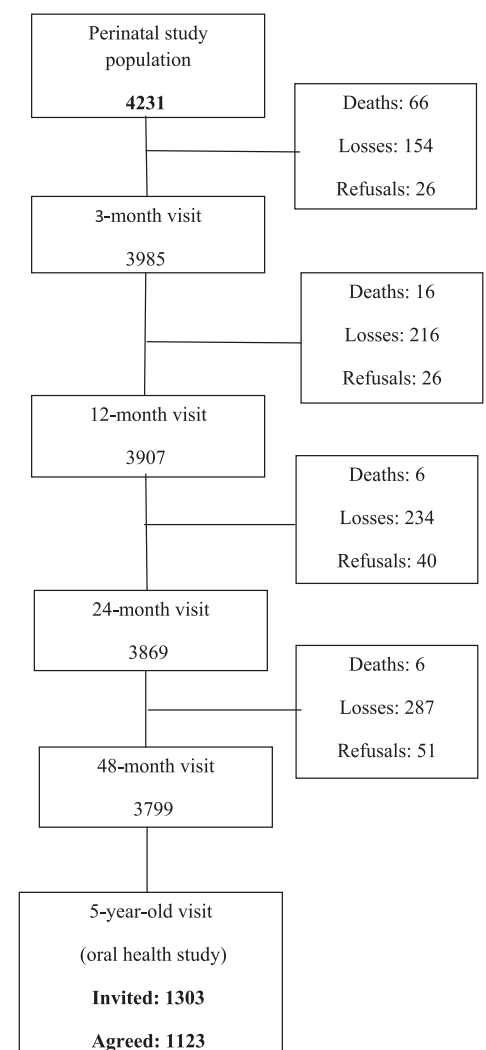 Perinatal study
population
4231
Deaths: 66
Losses: 154
Refusals: 26
3-month visit
3985
Deaths: 16
Losses: 216
Refusals: 26
12-month visit
3907
Deaths: 6
Losses: 234
Refusals: 40
24-month visit
3869
Deaths: 6
Losses: 287
Refusals: 51
48-month visit
3799
5-year-old visit
(oral health study)
Invited: 1303
Agreed: 1123